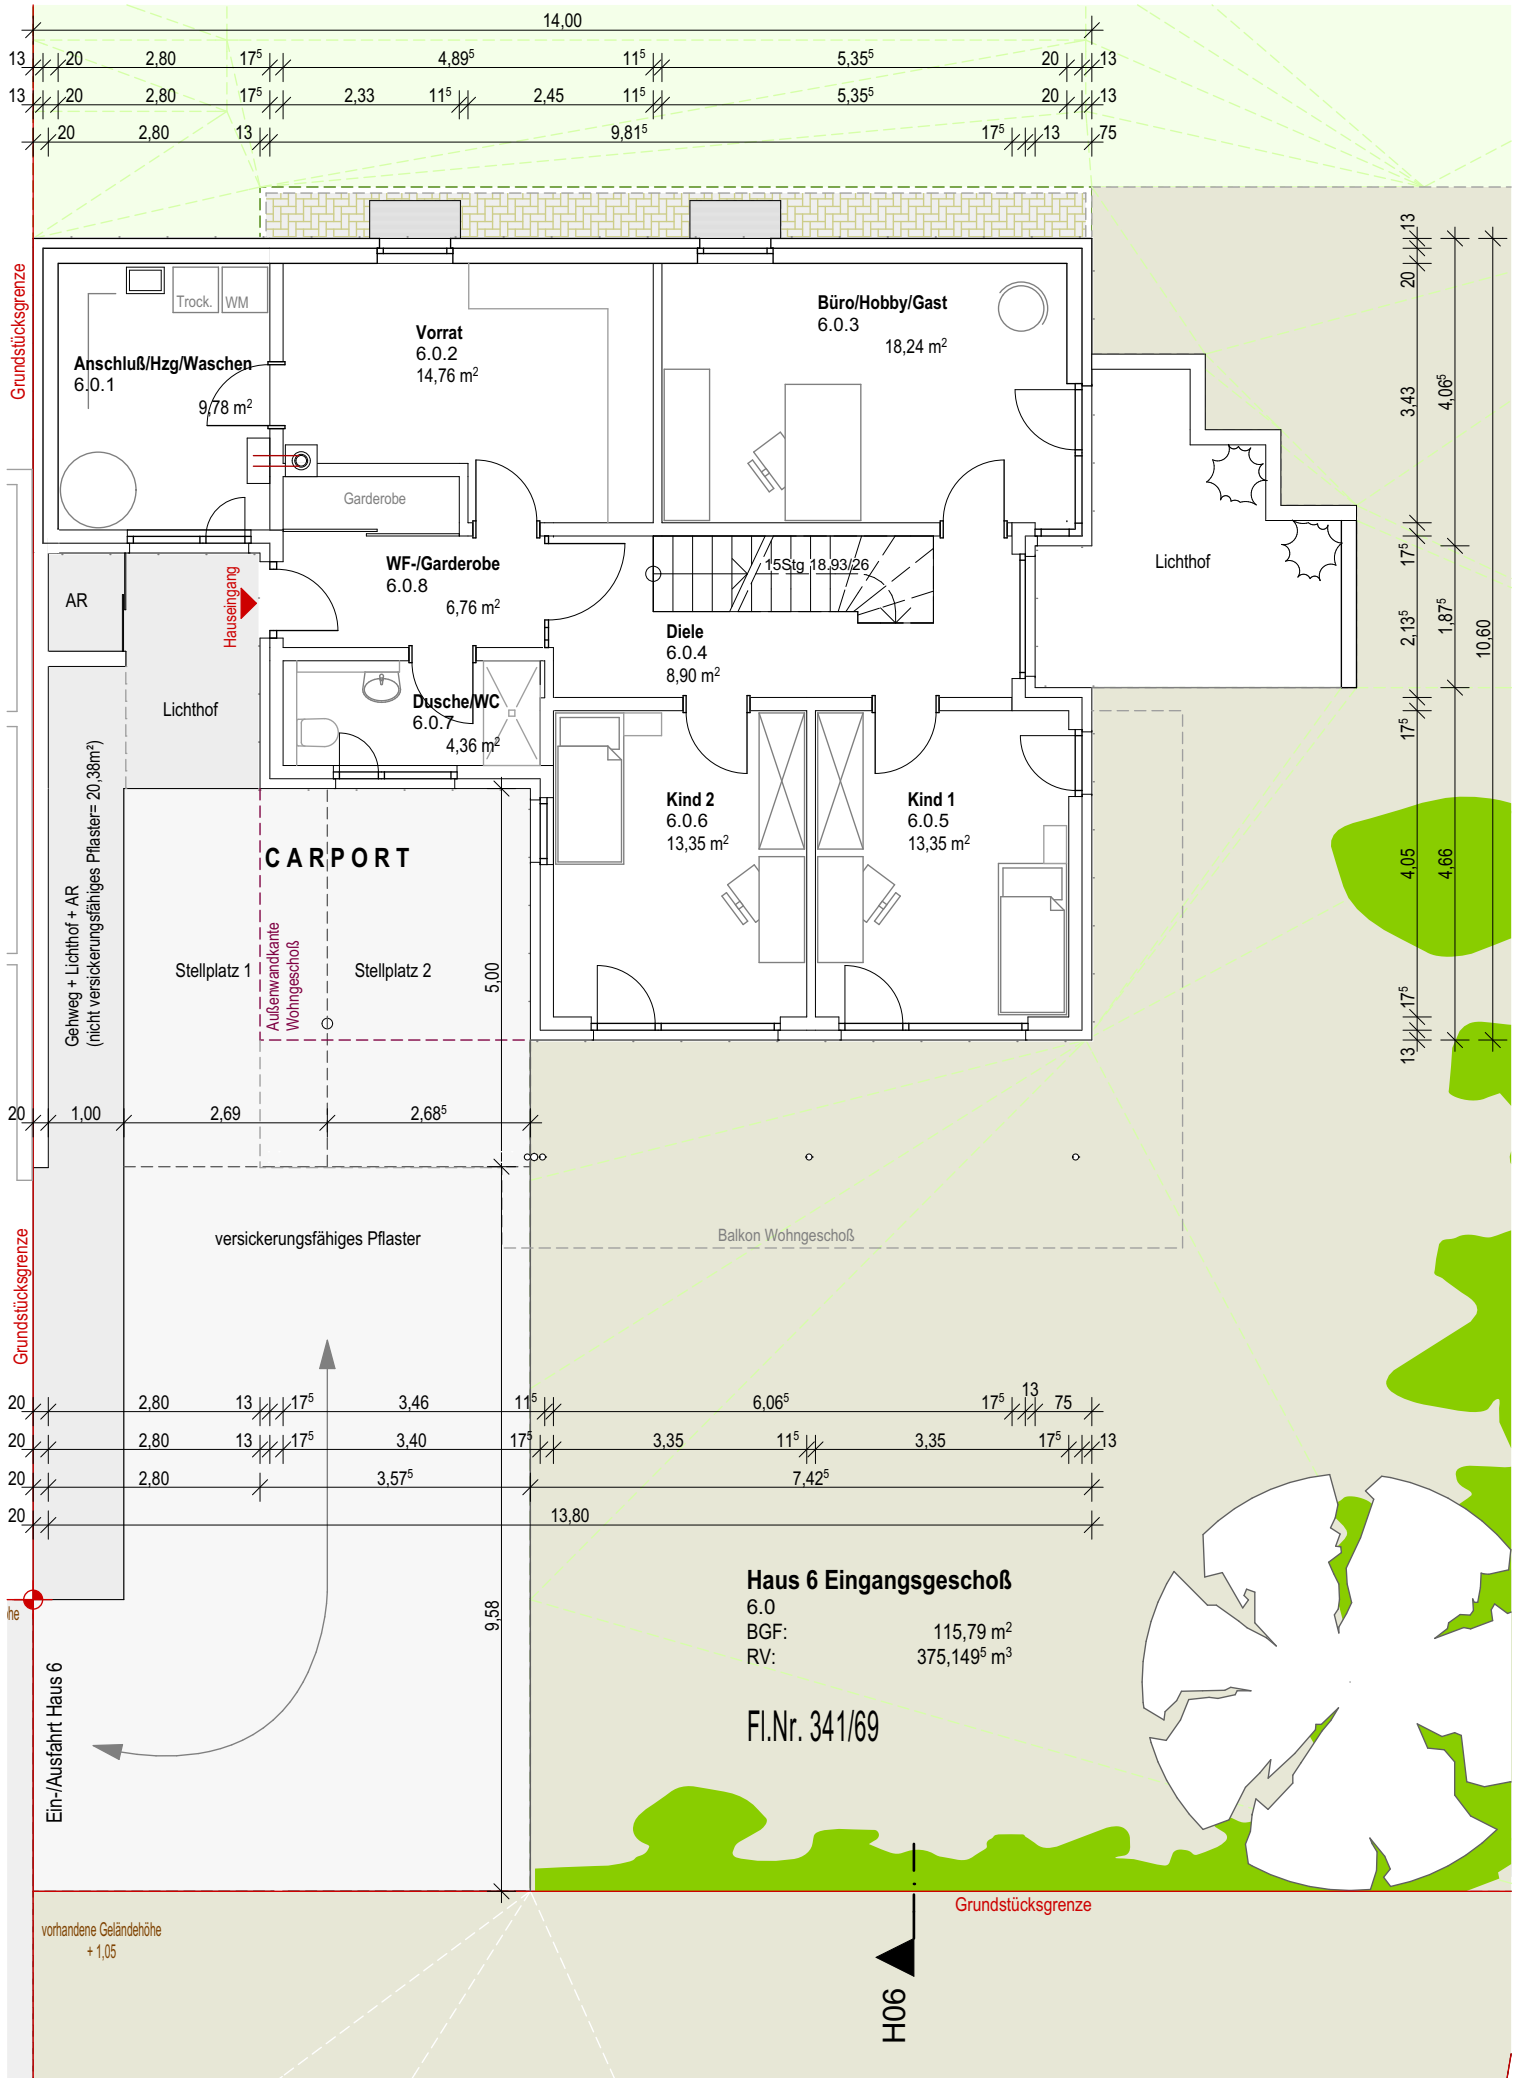 14,00
13 20 2,80 17⁵ 4,89⁵ 11⁵ 5,35⁵ 20 13
13 20 2,80 17⁵ 2,33 11⁵ 2,45 11⁵ 5,35⁵ 20 13
20 2,80 13 9,81⁵ 17⁵ 13 75
Grundstücksgrenze
Trock. WM
Anschluß/Hzg/Waschen
6.0.1
9,78 m²
Vorrat
6.0.2
14,76 m²
Büro/Hobby/Gast
6.0.3
18,24 m²
13
20
3,43
4,06⁵
17⁵
2,13⁵
1,87⁵
10,60
17⁵
4,05
4,66
17⁵
13
Garderobe
WF-/Garderobe
6.0.8
6,76 m²
15Stg 18.93/26
Lichthof
AR
Hauseingang
Diele
6.0.4
8,90 m²
Lichthof
Dusche/WC
6.0.7
4,36 m²
Gehweg + Lichthof + AR
(nicht versickerungsfähiges Pflaster= 20,38m²)
CARPORT
Kind 2
6.0.6
13,35 m²
Kind 1
6.0.5
13,35 m²
Stellplatz 1
Außenwandkante
Wohngeschoß
Stellplatz 2
5,00
20 1,00 2,69 2,68⁵
versickerungsfähiges Pflaster
Balkon Wohngeschoß
Grundstücksgrenze
20 2,80 13 17⁵ 3,46 11⁵ 6,06⁵ 17⁵ 13 75
20 2,80 13 17⁵ 3,40 17⁵ 3,35 11⁵ 3,35 17⁵ 13
20 2,80 3,57⁵ 7,42⁵
20 13,80
Haus 6 Eingangsgeschoß
6.0
BGF: 115,79 m²
RV: 375,149⁵ m³
9,58
Fl.Nr. 341/69
Ein-/Ausfahrt Haus 6
Grundstücksgrenze
vorhandene Geländehöhe
+ 1,05
H06